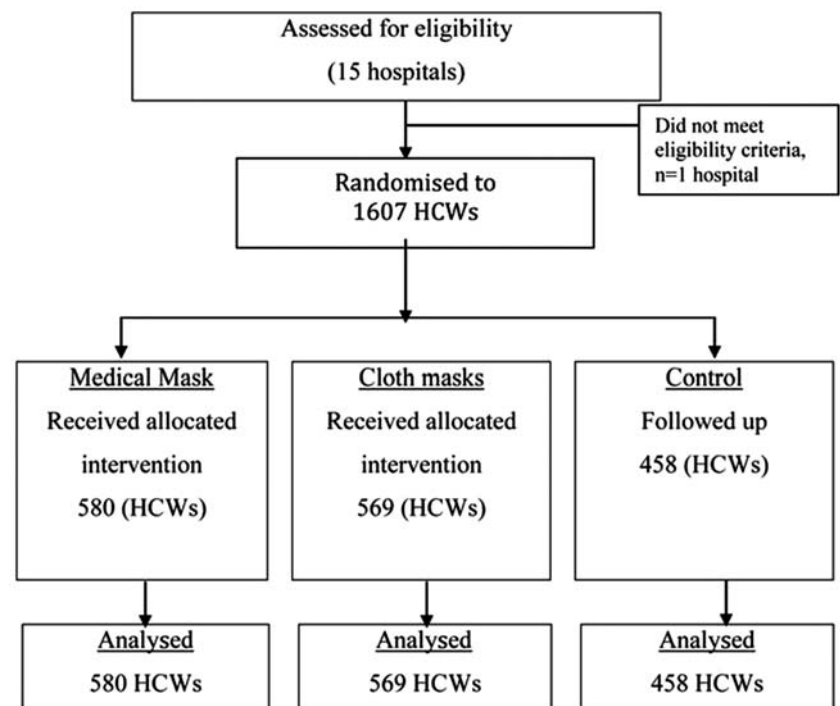 Assessed for eligibility
(15 hospitals)
Did not meet
eligibility criteria,
n=1 hospital
Randomised to
1607 HCWs
Medical Mask
Received allocated
intervention
580 (HCWs)
Cloth masks
Received allocated
intervention
569 (HCWs)
Control
Followed up
458 (HCWs)
Analysed
580 HCWs
Analysed
569 HCWs
Analysed
458 HCWs